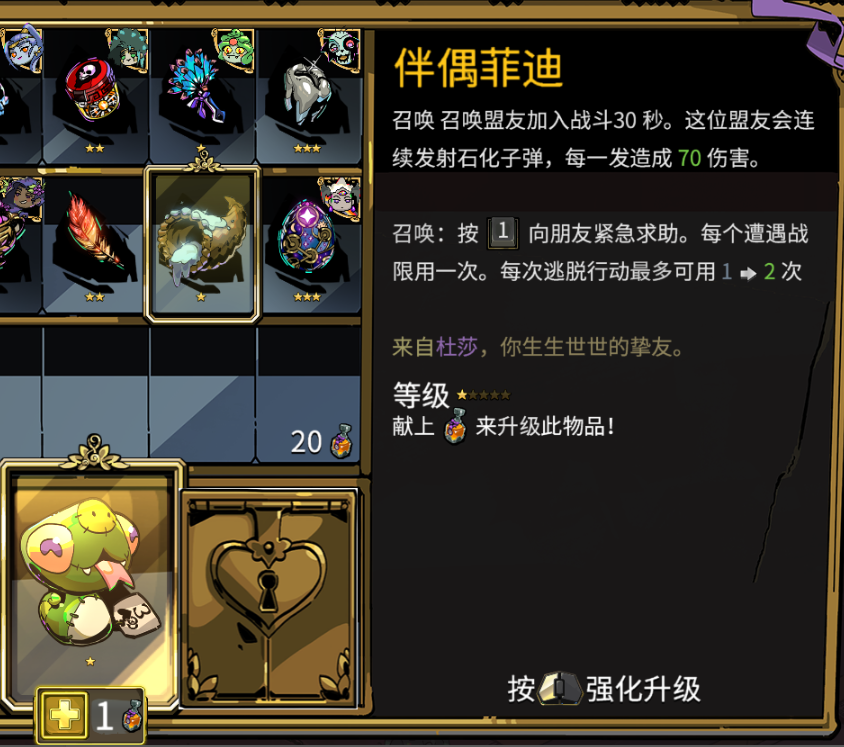 伴偶菲迪
召唤 召唤盟友加入战斗30 秒。这位盟友会连
续发射石化子弹，每一发造成 70 伤害。
召唤：按 1 向朋友紧急求助。每个遭遇战
限用一次。每次逃脱行动最多可用 1 ➡ 2 次
来自杜莎，你生生世世的挚友。
等级
献上 来升级此物品！
20
1
按 强化升级